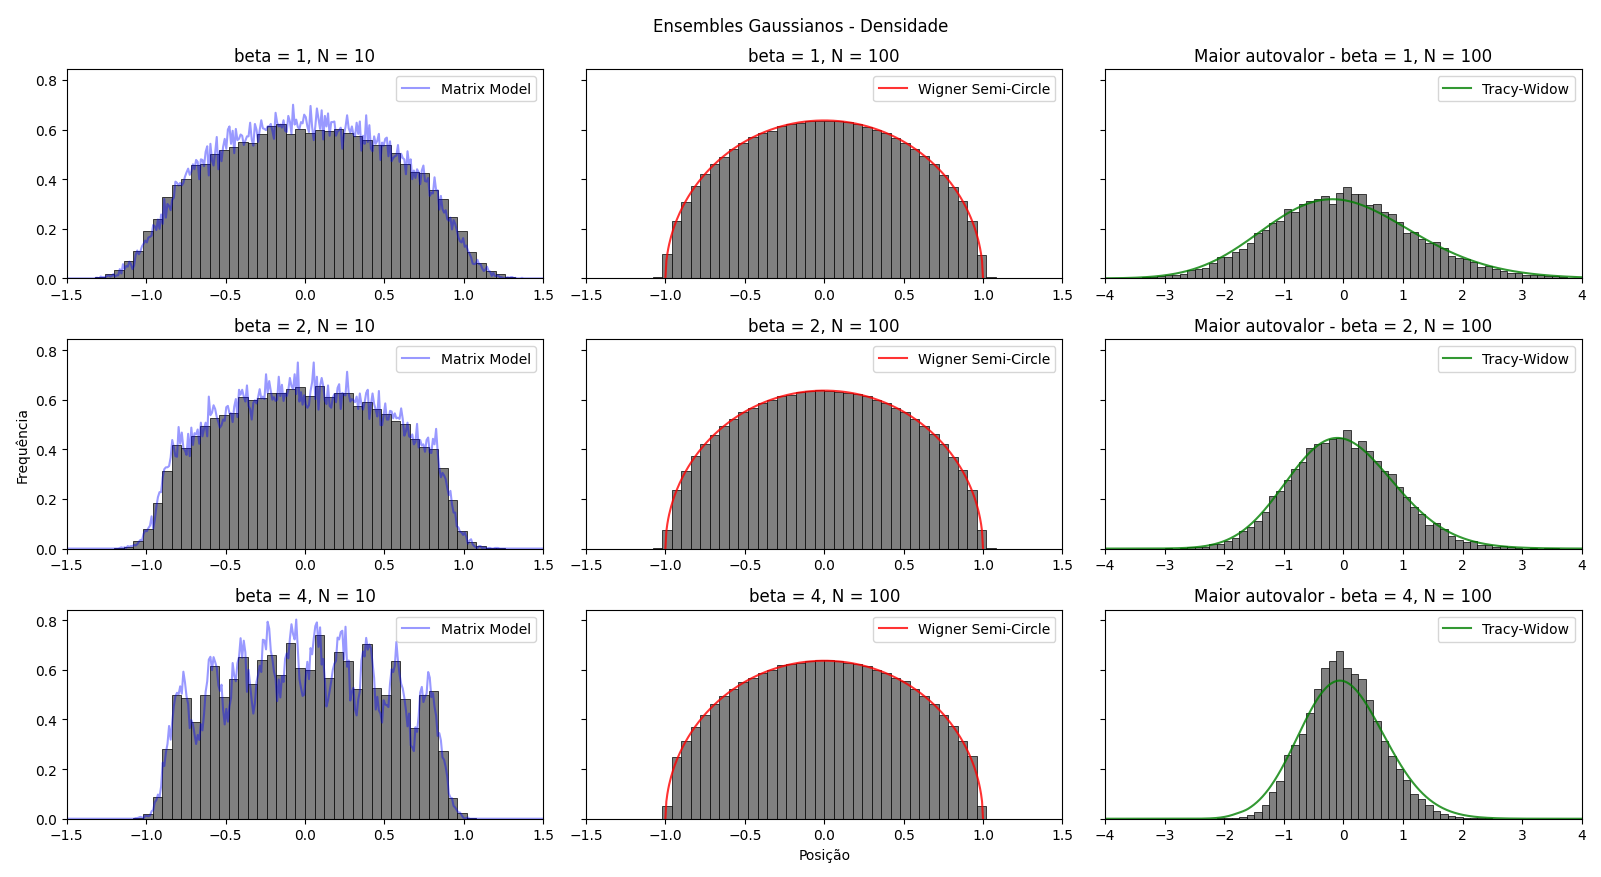 Ensembles Gaussianos - Densidade
beta = 1, N = 10
beta = 1, N = 100
Maior autovalor - beta = 1, N = 100
Matrix Model
Wigner Semi-Circle
Tracy-Widow
0.8
0.6
0.4
0.2
0.0
−1.5 −1.0 −0.5 0.0 0.5 1.0 1.5
−1.5 −1.0 −0.5 0.0 0.5 1.0 1.5
−4 −3 −2 −1 0 1 2 3 4
beta = 2, N = 10
beta = 2, N = 100
Maior autovalor - beta = 2, N = 100
Matrix Model
Wigner Semi-Circle
Tracy-Widow
Frequência
0.8
0.6
0.4
0.2
0.0
−1.5 −1.0 −0.5 0.0 0.5 1.0 1.5
−1.5 −1.0 −0.5 0.0 0.5 1.0 1.5
−4 −3 −2 −1 0 1 2 3 4
beta = 4, N = 10
beta = 4, N = 100
Maior autovalor - beta = 4, N = 100
Matrix Model
Wigner Semi-Circle
Tracy-Widow
0.8
0.6
0.4
0.2
0.0
−1.5 −1.0 −0.5 0.0 0.5 1.0 1.5
−1.5 −1.0 −0.5 0.0 0.5 1.0 1.5
−4 −3 −2 −1 0 1 2 3 4
Posição